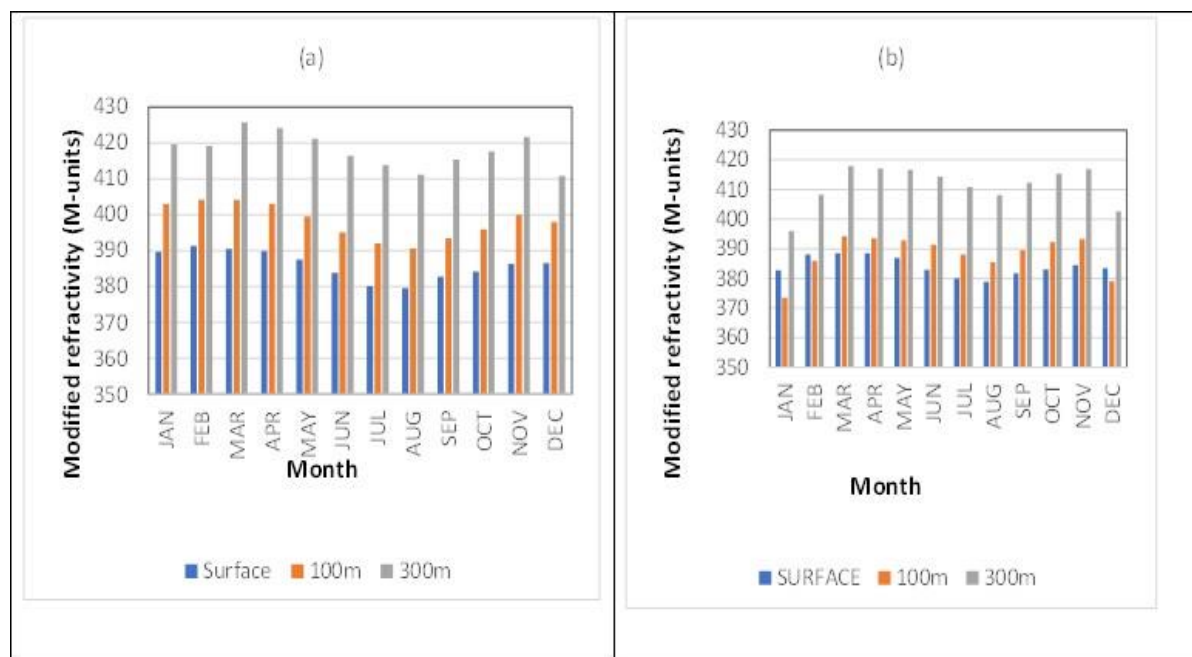 (a)
Modified refractivity (M-units)
430
420
410
400
390
380
370
360
350
JAN
FEB
MAR
APR
MAY
JUN
JUL
AUG
SEP
OCT
NOV
DEC
Month
Surface 100m 300m
(b)
Modified refractivity (M-units)
430
420
410
400
390
380
370
360
350
JAN
FEB
MAR
APR
MAY
JUN
JUL
AUG
SEP
OCT
NOV
DEC
Month
SURFACE 100m 300m